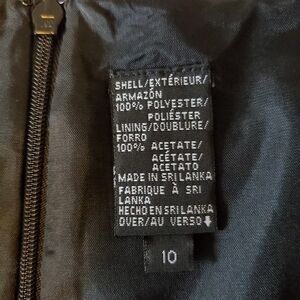 SHELL/EXTÉRIEUR/
ARMAZÓN
100% POLYESTER/
POLIÉSTER
LINING/DOUBLURE/
FORRO
100% ACETATE/
ACÉTATE/
ACETATO
MADE IN SRI LANKA
FABRIQUE À SRI
LANKA
HECHO EN SRI LANKA
OVER/AU VERSO
10